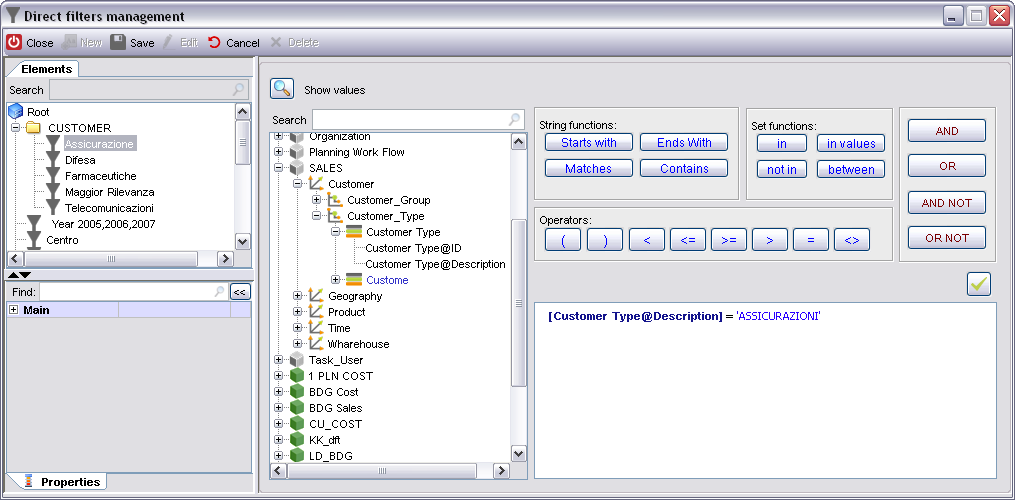 Direct filters management
Close New Save Edit Cancel Delete
Elements
Search
Root
CUSTOMER
Assicurazione
Difesa
Farmaceutiche
Maggior Rilevanza
Telecomunicazioni
Year 2005,2006,2007
Centro
Find: <<
Main
Properties
Show values
Search
Organization
Planning Work Flow
SALES
Customer
Customer_Group
Customer_Type
Customer Type
Customer Type@ID
Customer Type@Description
Custome
Geography
Product
Time
Wharehouse
Task_User
1 PLN COST
BDG Cost
BDG Sales
CU_COST
KK_dft
LD_BDG
String functions:
Starts with Ends With
Matches Contains
Set functions:
in in values
not in between
Operators:
( ) < <= >= > = <>
AND
OR
AND NOT
OR NOT
[Customer Type@Description] = 'ASSICURAZIONI'